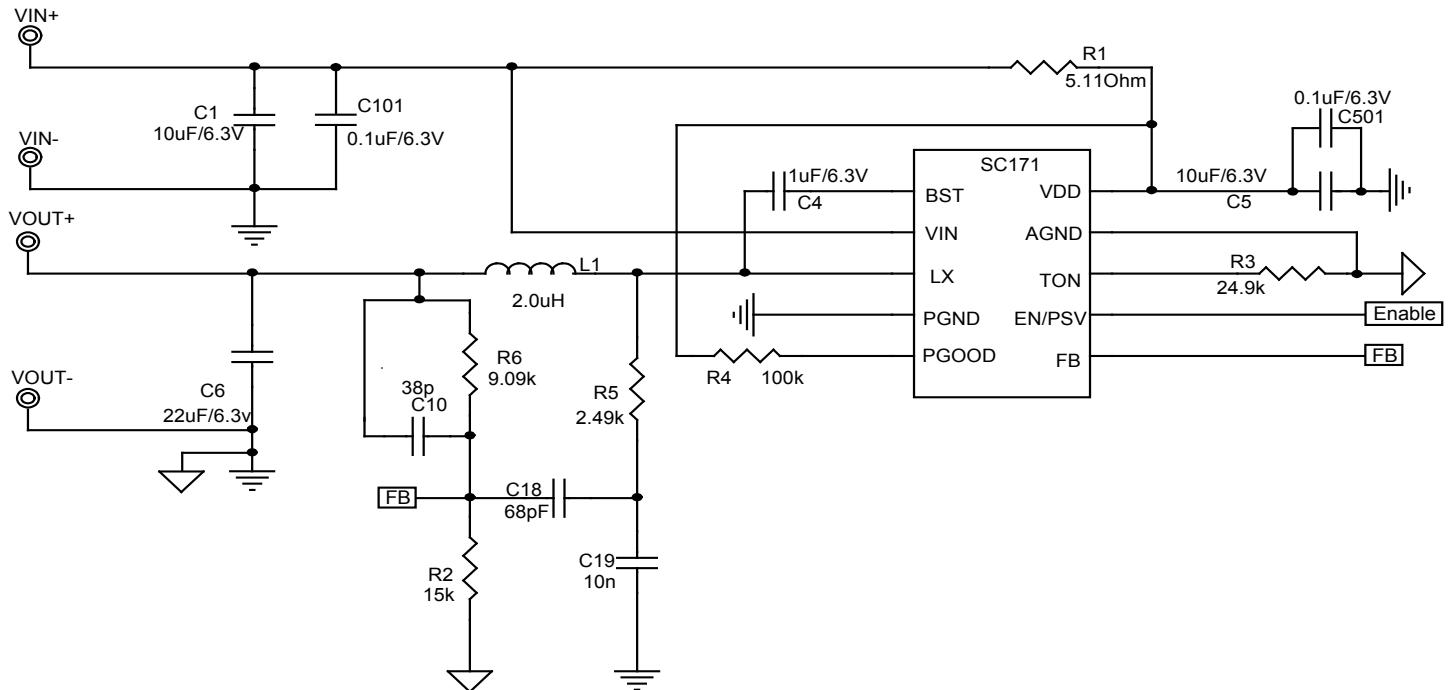 VIN+
R1
5.11Ohm
C1
10uF/6.3V
C101
0.1uF/6.3V
0.1uF/6.3V
C501
VIN-
SC171
1uF/6.3V
C4
BST
VDD
10uF/6.3V
C5
VOUT+
VIN
AGND
L1
2.0uH
LX
TON
R3
24.9k
PGND
EN/PSV
Enable
PGOOD
FB
FB
R4
100k
R6
9.09k
R5
2.49k
VOUT-
C6
22uF/6.3v
38p
C10
FB
C18
68pF
C19
10n
R2
15k